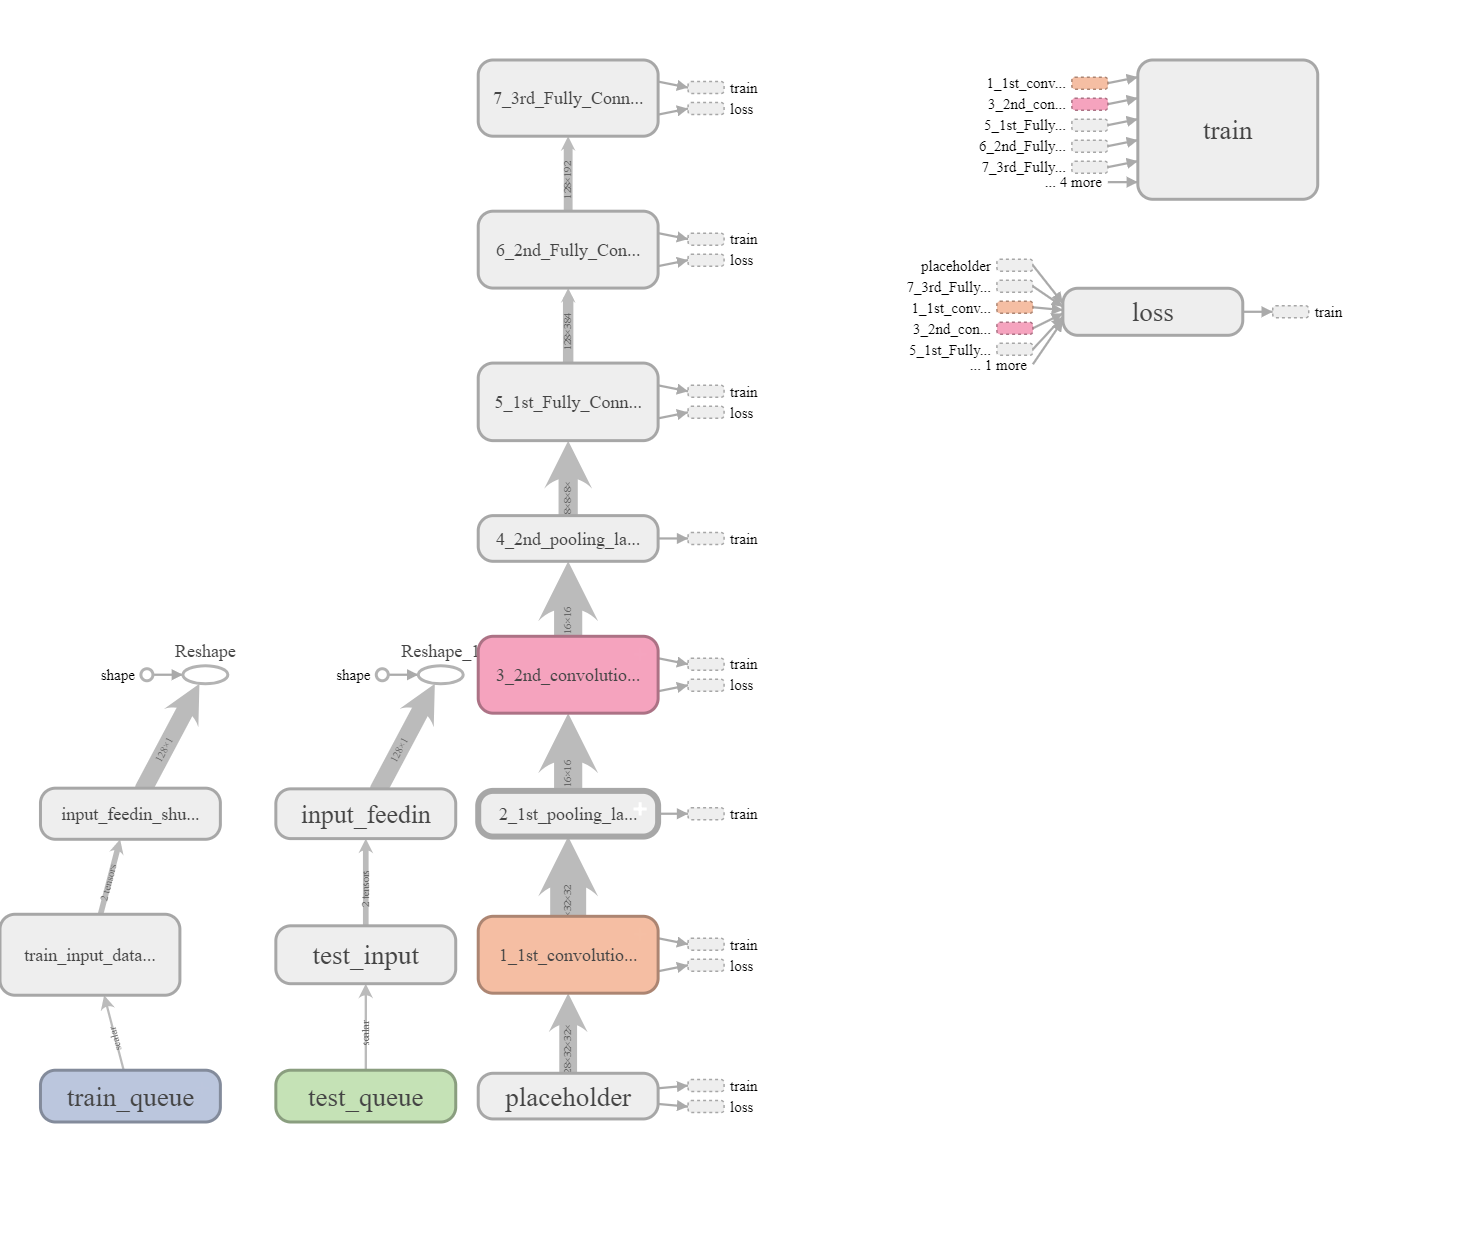 7_3rd_Fully_Conn...
train
loss
128×192
6_2nd_Fully_Con...
train
loss
128×384
5_1st_Fully_Conn...
train
loss
8×8×8×
4_2nd_pooling_la...
train
16×16
3_2nd_convolutio...
train
loss
16×16
2_1st_pooling_la...
train
×32×32
1_1st_convolutio...
train
loss
28×32×32×
placeholder
train
loss
Reshape
shape
128×1
input_feedin_shu...
2 tensors
train_input_data...
scalar
train_queue
Reshape_1
shape
128×1
input_feedin
2 tensors
test_input
scalar
test_queue
1_1st_conv...
3_2nd_con...
5_1st_Fully...
6_2nd_Fully...
7_3rd_Fully...
... 4 more
train
placeholder
7_3rd_Fully...
1_1st_conv...
3_2nd_con...
5_1st_Fully...
... 1 more
loss
train